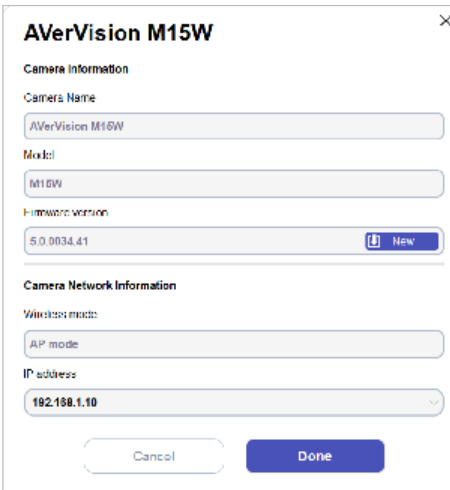 AVerVision M15W
Camera Information
Camera Name
AVerVision M15W
Model
M15W
Firmware version
5.0.0034.41
New
Camera Network Information
Wireless mode
AP mode
IP address
192.168.1.10
Cancel
Done